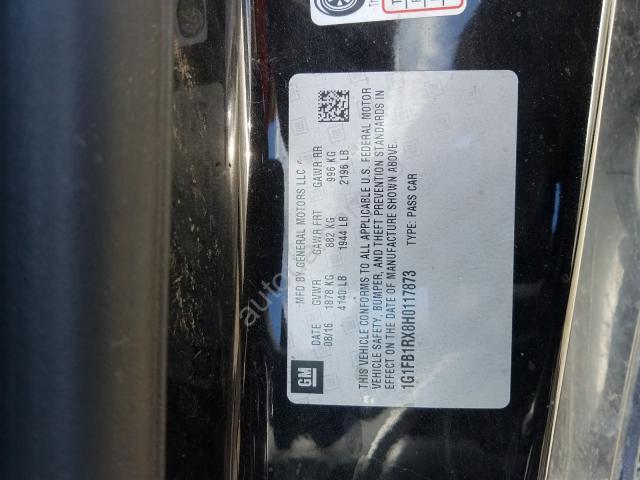 GM
MFD BY GENERAL MOTORS LLC
DATE GVWR GAWR FRT GAWR RR
08/16 1878 KG 882 KG 996 KG
4140 LB 1944 LB 2196 LB
THIS VEHICLE CONFORMS TO ALL APPLICABLE U.S. FEDERAL MOTOR
VEHICLE SAFETY, BUMPER, AND THEFT PREVENTION STANDARDS IN
EFFECT ON THE DATE OF MANUFACTURE SHOWN ABOVE.
1G1FB1RX8H0117873 TYPE: PASS CAR